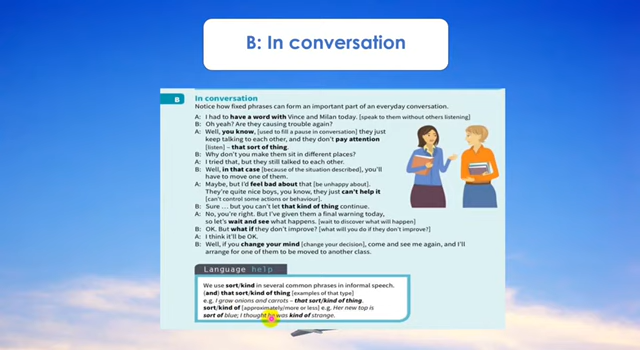 B: In conversation
B In conversation
Notice how fixed phrases can form an important part of an everyday conversation.
A: I had to have a word with Vince and Milan today. [speak to them without others listening]
B: Oh yeah? Are they causing trouble again?
A: Well, you know, [used to fill a pause in conversation] they just
keep talking to each other, and they don't pay attention
[listen] – that sort of thing.
B: Why don't you make them sit in different places?
A: I tried that, but they still talked to each other.
B: Well, in that case [because of the situation described], you'll
have to move one of them.
A: Maybe, but I'd feel bad about that [be unhappy about].
They're quite nice boys, you know, they just can't help it
[can't control some actions or behaviour].
B: Sure ... but you can't let that kind of thing continue.
A: No, you're right. But I've given them a final warning today,
so let's wait and see what happens. [wait to discover what will happen]
B: OK. But what if they don't improve? [what will you do if they don't improve?]
A: I think it'll be OK.
B: Well, if you change your mind [change your decision], come and see me again, and I'll
arrange for one of them to be moved to another class.
Language help
We use sort/kind in several common phrases in informal speech.
(and) that sort/kind of thing [examples of that type]
e.g. I grow onions and carrots – that sort/kind of thing.
sort/kind of [approximately/more or less] e.g. Her new top is
sort of blue; I thought he was kind of strange.